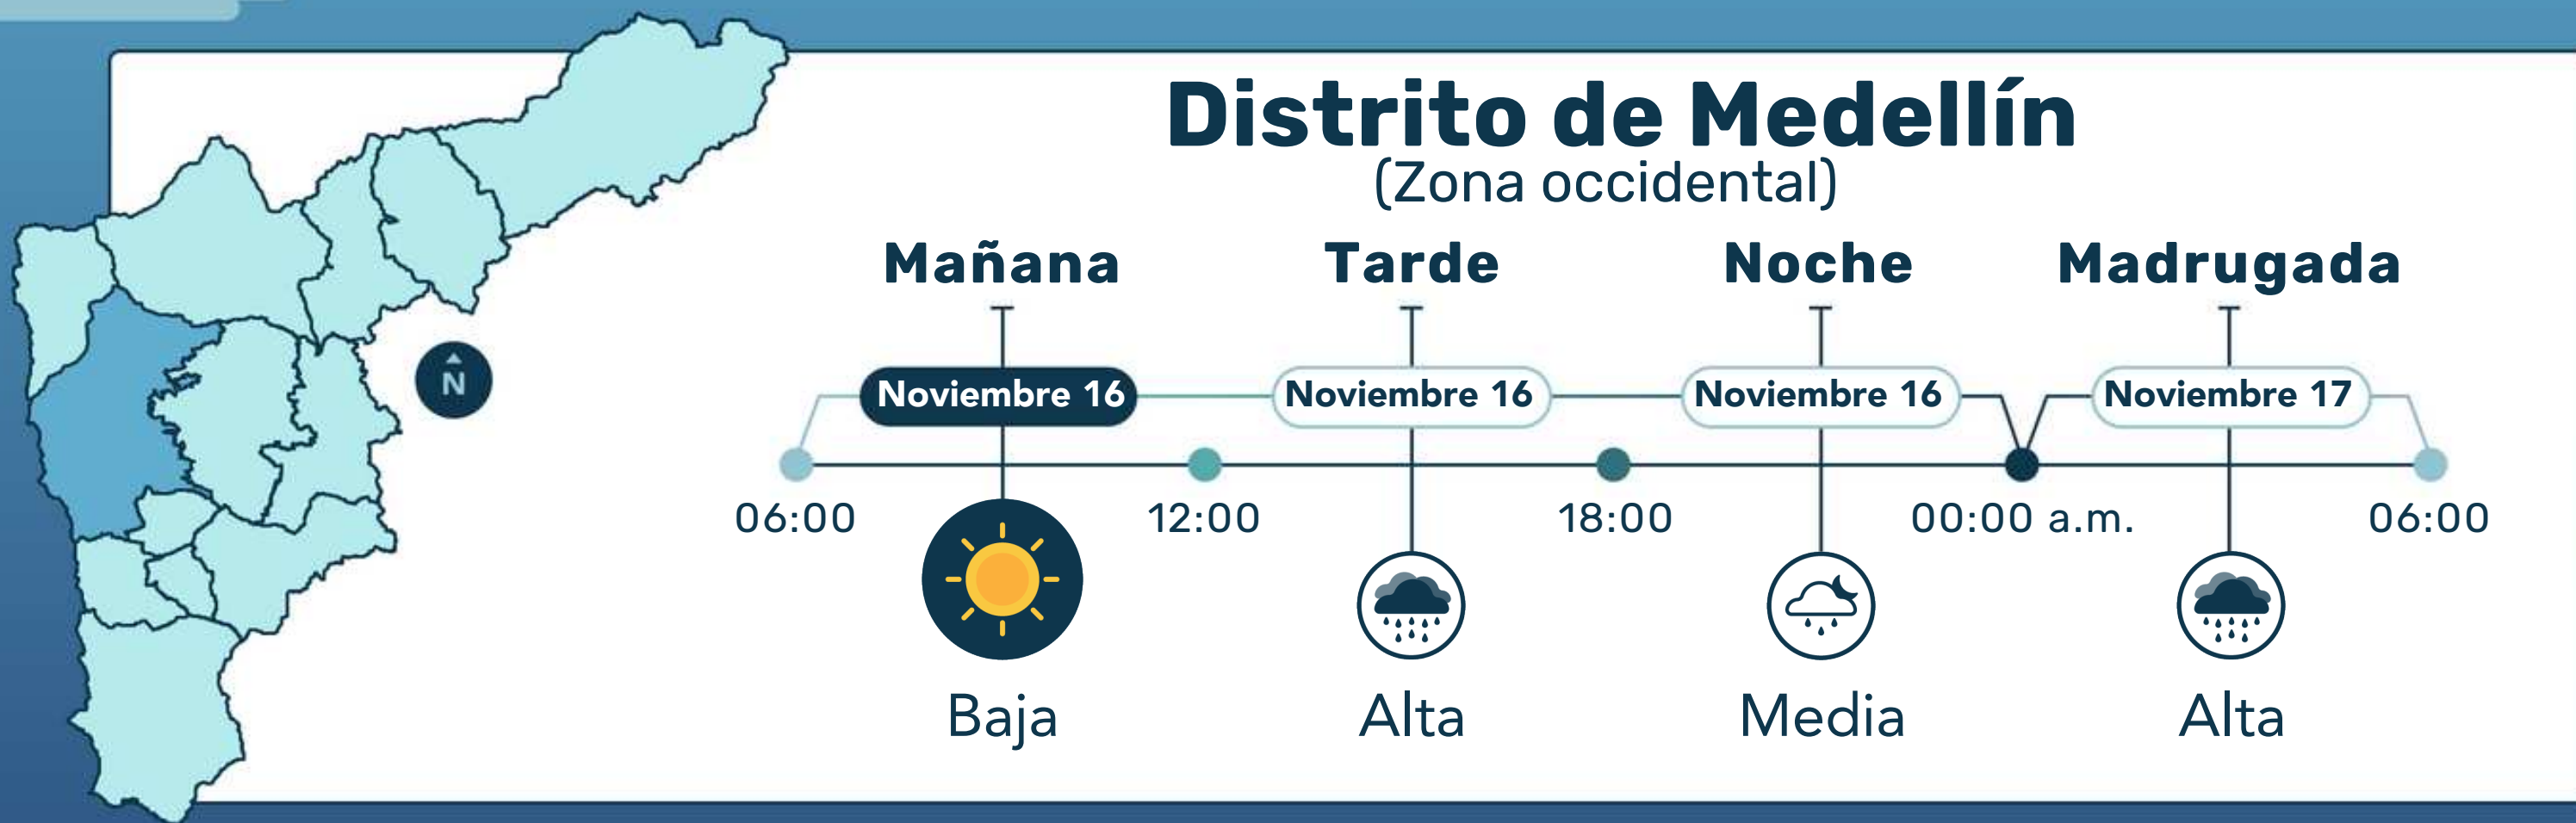 Distrito de Medellín
(Zona occidental)
Mañana Tarde Noche Madrugada
N
Noviembre 16 Noviembre 16 Noviembre 16 Noviembre 17
06:00 12:00 18:00 00:00 a.m. 06:00
Baja Alta Media Alta